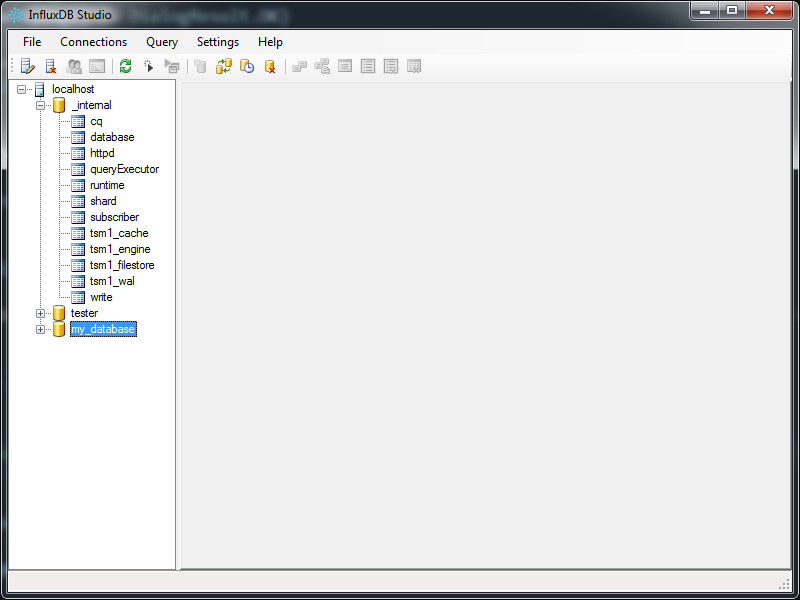 InfluxDB Studio
File Connections Query Settings Help
localhost
_internal
cq
database
httpd
queryExecutor
runtime
shard
subscriber
tsm1_cache
tsm1_engine
tsm1_filestore
tsm1_wal
write
tester
my_database